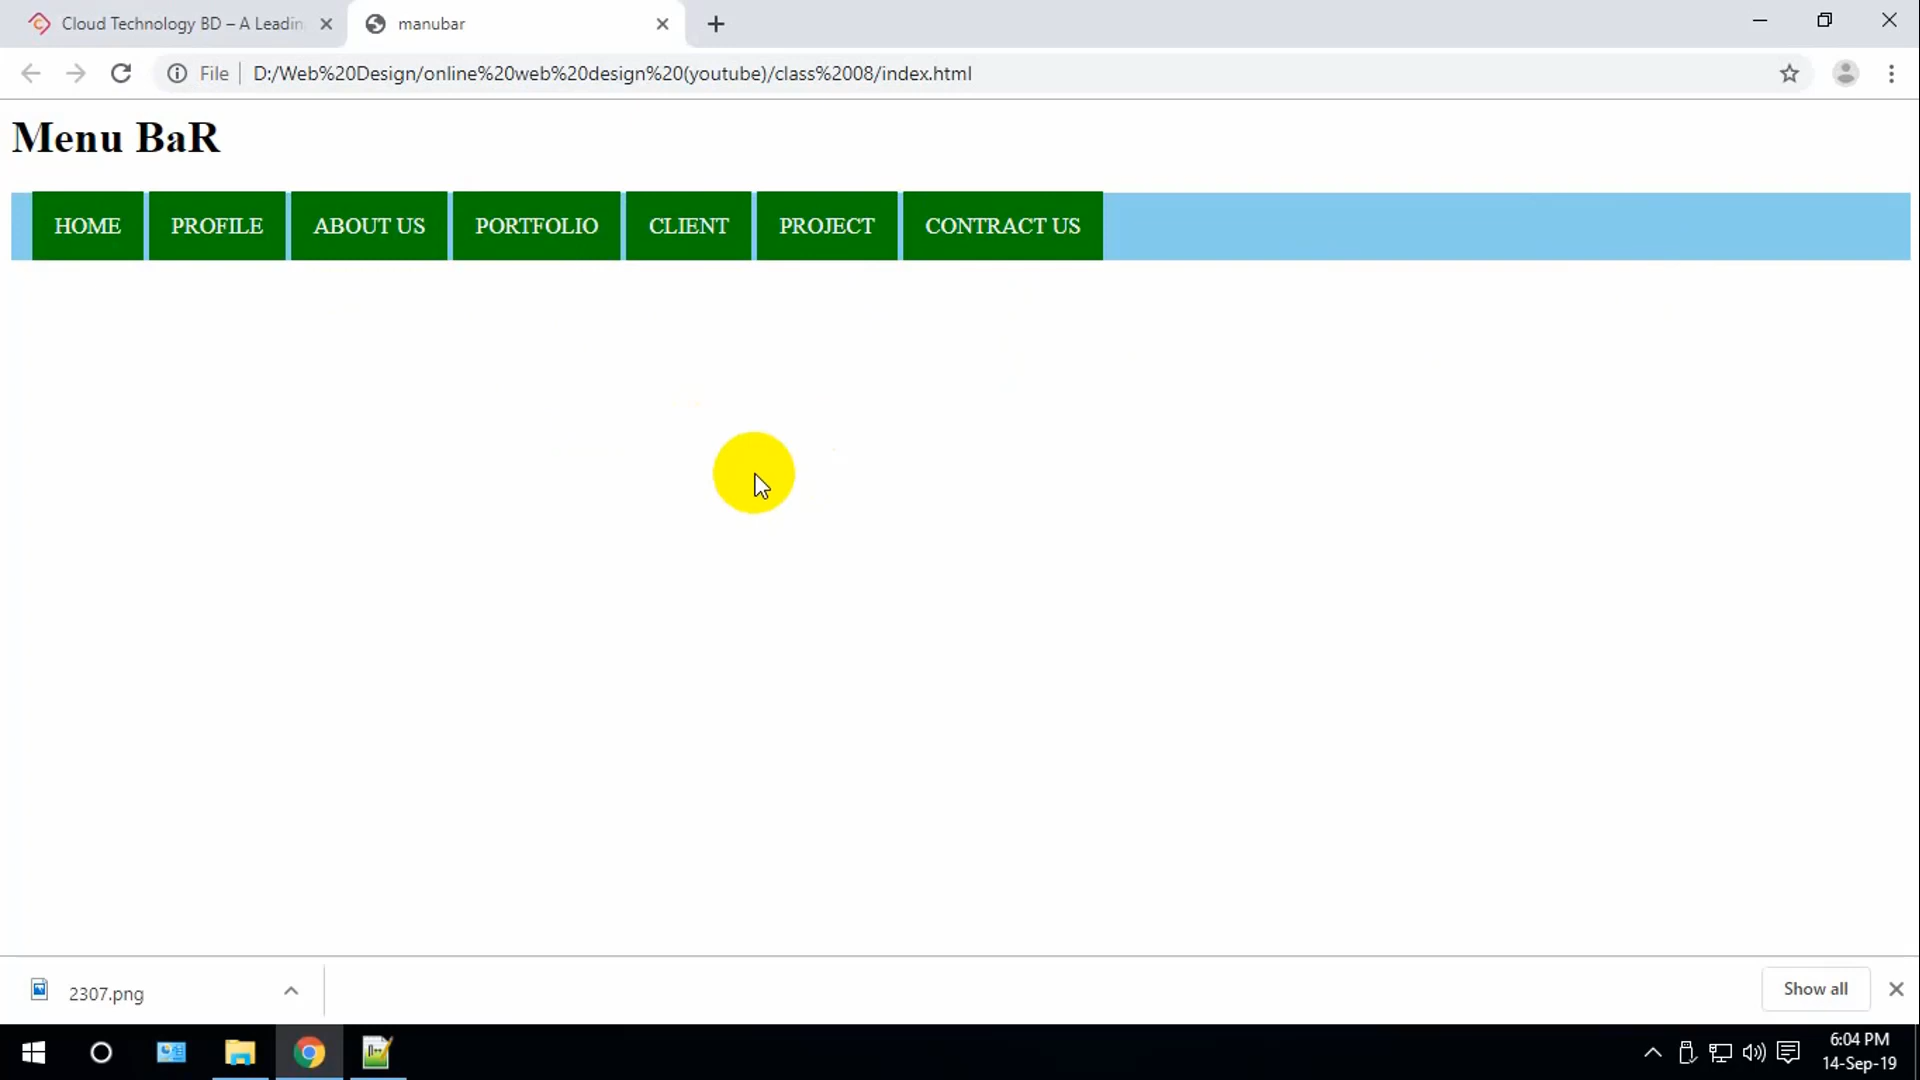 Cloud Technology BD – A Leadin
manubar
File
D:/Web%20Design/online%20web%20design%20(youtube)/class%2008/index.html
Menu BaR
HOME PROFILE ABOUT US PORTFOLIO CLIENT PROJECT CONTRACT US
2307.png
Show all
6:04 PM
14-Sep-19